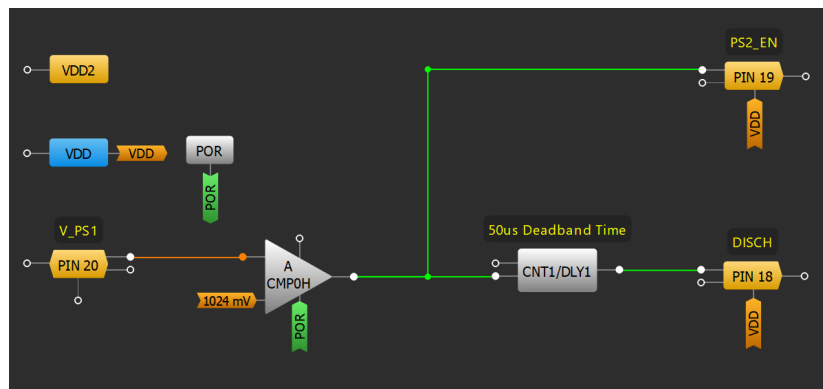 PS2_EN
VDD2
PIN 19
VDD
VDD
VDD
POR
POR
V_PS1
50us Deadband Time
DISCH
PIN 20
A
CMP0H
CNT1/DLY1
PIN 18
1024 mV
POR
VDD